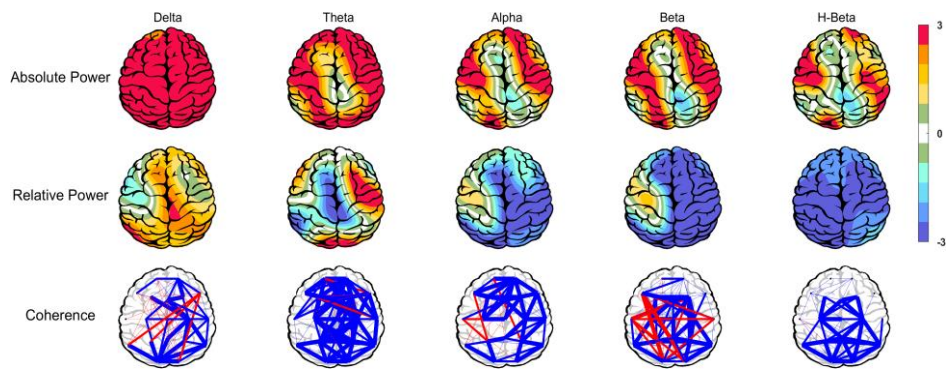 Delta Theta Alpha Beta H-Beta
3
Absolute Power
0
Relative Power
-3
Coherence